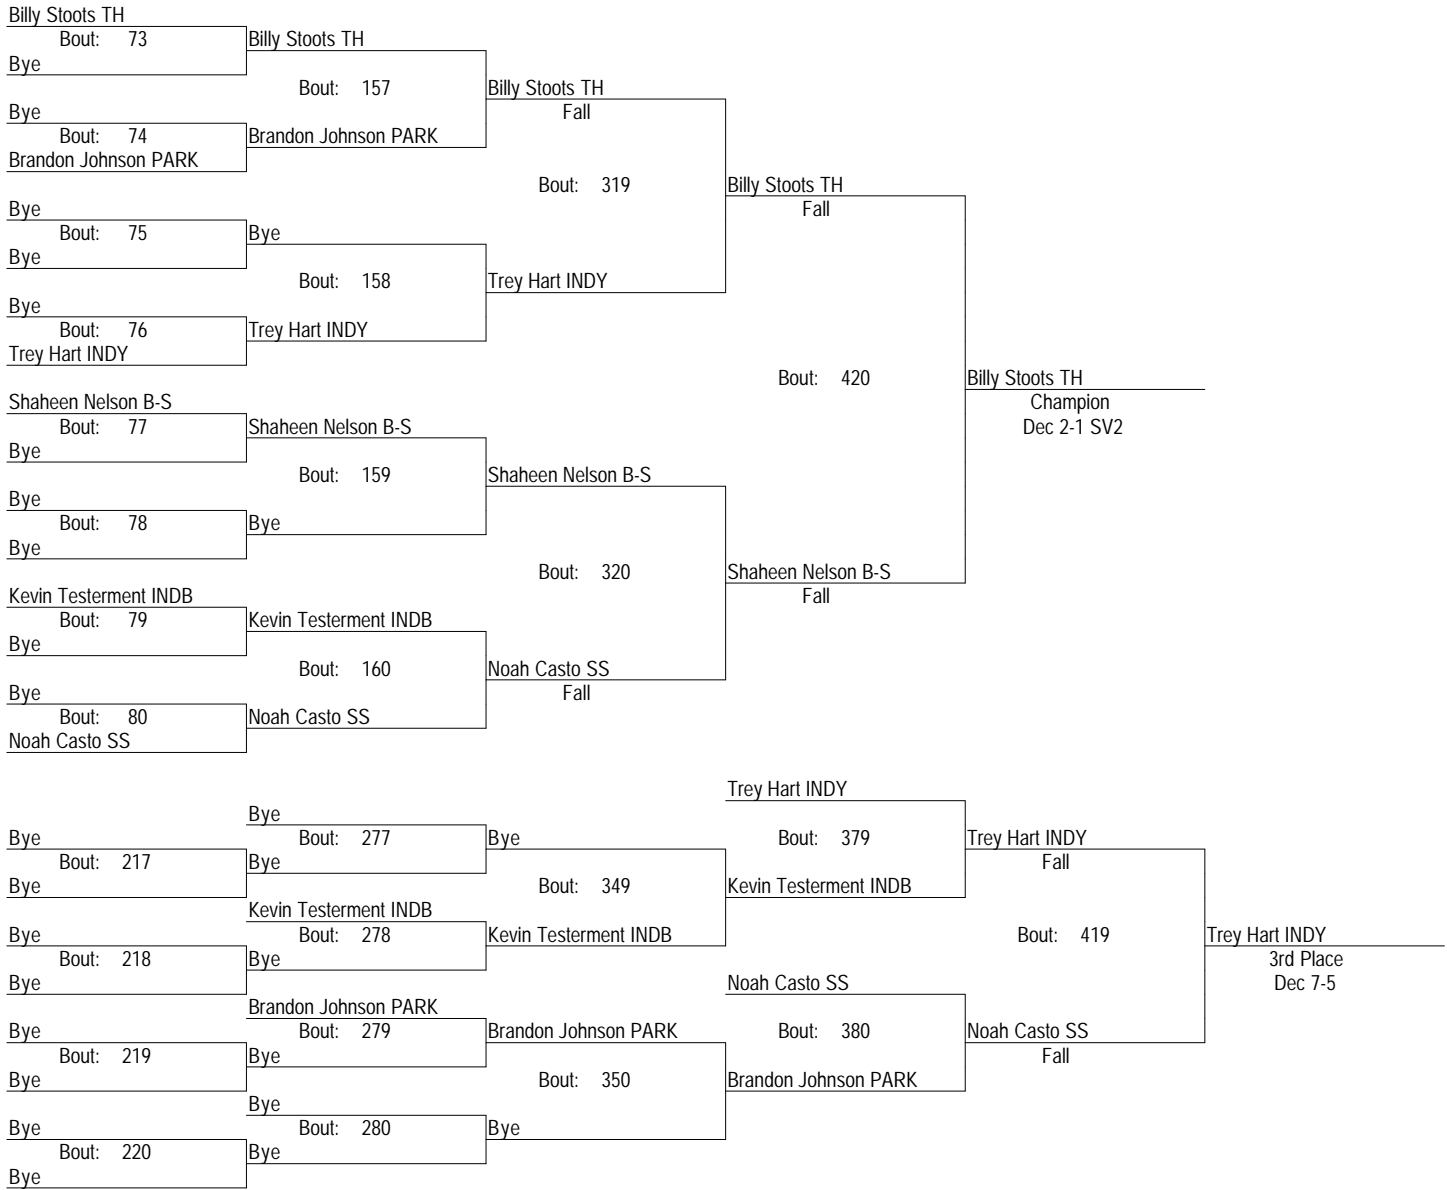 Billy Stoots TH
Bout: 73
Billy Stoots TH
Bye
Bout: 157
Billy Stoots TH
Bye
Fall
Bout: 74
Brandon Johnson PARK
Brandon Johnson PARK
Bout: 319
Billy Stoots TH
Bye
Fall
Bout: 75
Bye
Bye
Bout: 158
Trey Hart INDY
Bye
Bout: 76
Trey Hart INDY
Trey Hart INDY
Bout: 420
Billy Stoots TH
Shaheen Nelson B-S
Champion
Bout: 77
Shaheen Nelson B-S
Dec 2-1 SV2
Bye
Bout: 159
Shaheen Nelson B-S
Bye
Bout: 78
Bye
Bye
Bout: 320
Shaheen Nelson B-S
Kevin Testerment INDB
Fall
Bout: 79
Kevin Testerment INDB
Bye
Bout: 160
Noah Casto SS
Bye
Fall
Bout: 80
Noah Casto SS
Noah Casto SS
Trey Hart INDY
Bye
Bye
Bout: 277
Bye
Bout: 379
Trey Hart INDY
Bout: 217
Bye
Fall
Bye
Bout: 349
Kevin Testerment INDB
Kevin Testerment INDB
Bye
Bout: 278
Kevin Testerment INDB
Bout: 419
Trey Hart INDY
Bout: 218
Bye
3rd Place
Bye
Noah Casto SS
Dec 7-5
Brandon Johnson PARK
Bye
Bout: 279
Brandon Johnson PARK
Bout: 380
Noah Casto SS
Bout: 219
Bye
Fall
Bye
Bout: 350
Brandon Johnson PARK
Bye
Bye
Bout: 280
Bye
Bout: 220
Bye
Bye